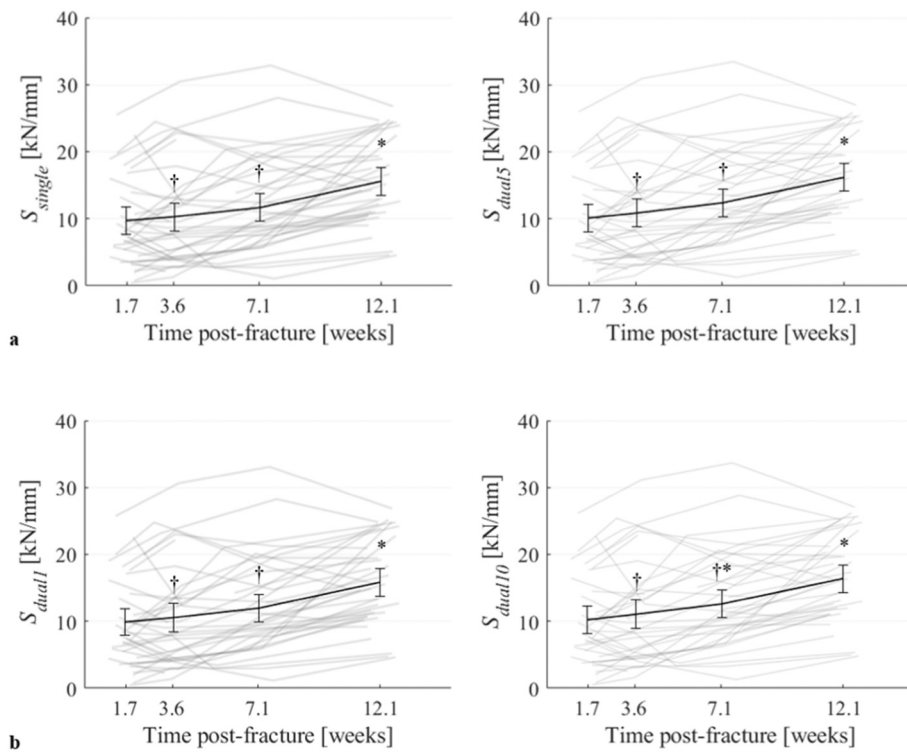 40
30
20
10
0
S_single [kN/mm]
†
†
*
1.7 3.6 7.1 12.1
Time post-fracture [weeks]
a
40
30
20
10
0
S_dual5 [kN/mm]
†
†
*
1.7 3.6 7.1 12.1
Time post-fracture [weeks]
40
30
20
10
0
S_dual1 [kN/mm]
†
†
*
1.7 3.6 7.1 12.1
Time post-fracture [weeks]
b
40
30
20
10
0
S_dual10 [kN/mm]
†
†*
*
1.7 3.6 7.1 12.1
Time post-fracture [weeks]